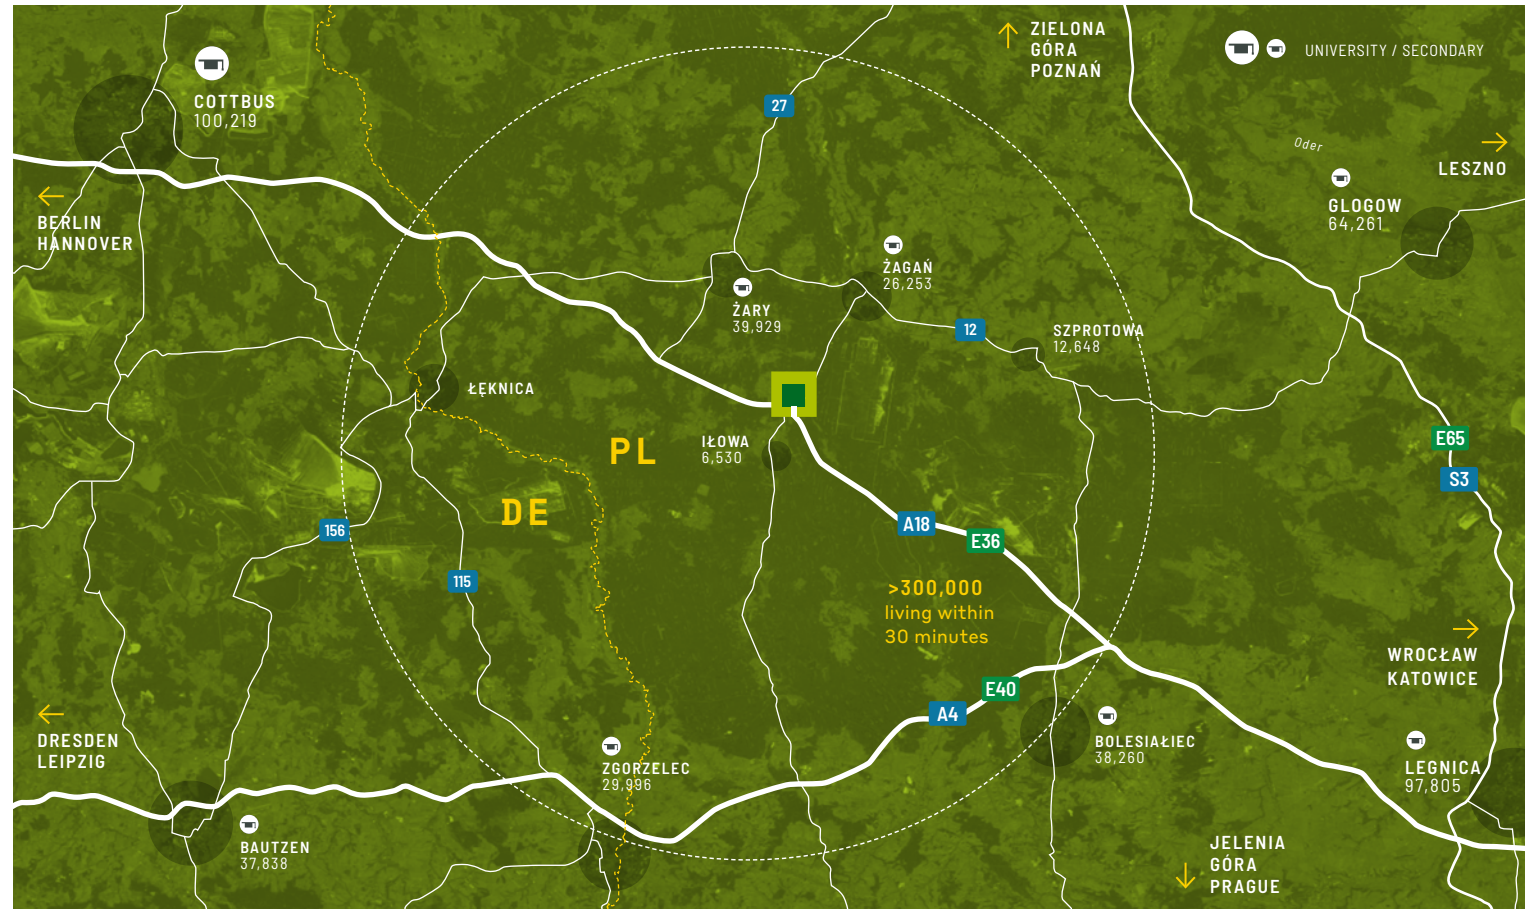 ZIELONA
GÓRA
POZNAŃ
UNIVERSITY / SECONDARY
COTTBUS
100,219
27
Oder
LESZNO
BERLIN
HANNOVER
GLOGOW
64,261
ŻAGAŃ
26,253
ŻARY
39,929
12
SZPROTOWA
12,648
ŁĘKNICA
IŁOWA
6,530
PL
DE
E65
S3
156
A18
E36
115
>300,000
living within
30 minutes
WROCŁAW
KATOWICE
E40
A4
DRESDEN
LEIPZIG
ZGORZELEC
29,996
BOLESIAŁIEC
38,260
LEGNICA
97,805
BAUTZEN
37,838
JELENIA
GÓRA
PRAGUE